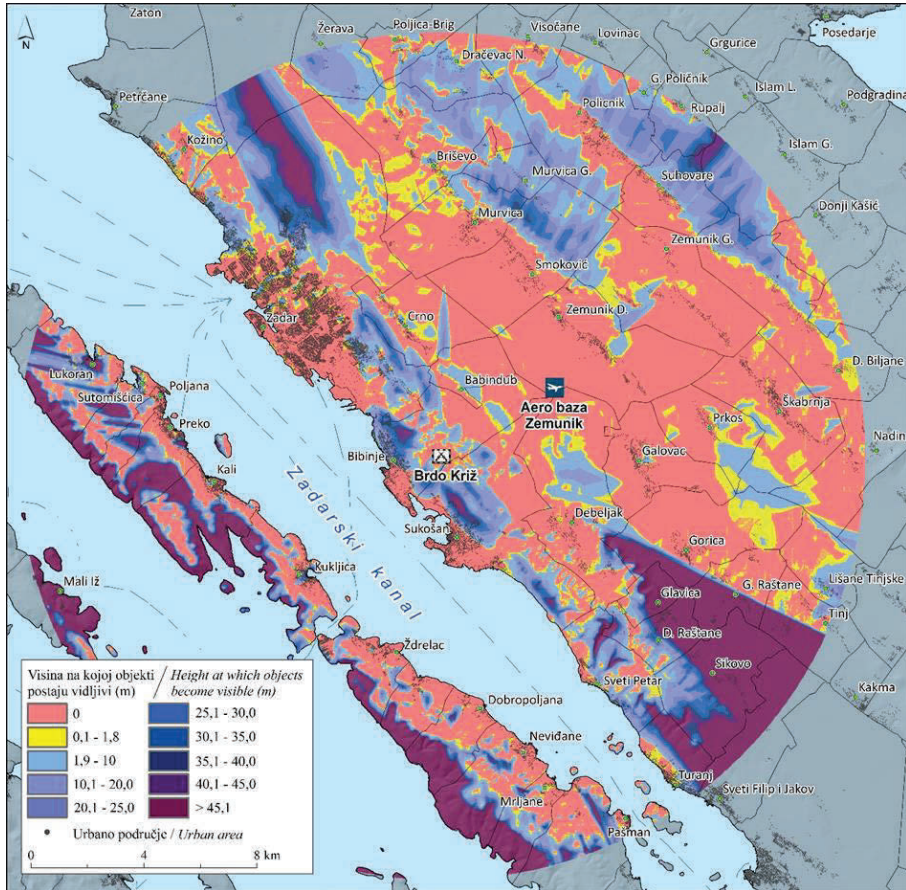 Zaton
Poljica-Brig
Visočane
Lovinac
Žerava
Grgurice
Posedarje
N
Dračevac N.
G. Poličnik
Islam L.
Petrčane
Poličnik
Rupalj
Podgradina
Kožino
Briševo
Islam G.
Murvica G.
Suhovare
Murvica
Donji Kašić
Zemunik G.
Smoković
Zadar
Crno
Zemunik D.
Lukoran
D. Biljane
Poljana
Babindub
Sutomišćica
Aero baza
Zemunik
Škabrnja
Preko
Prkos
Nadin
Bibinje
Galovac
Kali
Brdo Križ
Zadarski kanal
Debeljak
Sukošan
Gorica
Kukljica
Mali Iž
G. Raštane
Lišane Tinjske
Glavica
Tinj
D. Raštane
Ždrelac
Sikovo
Sveti Petar
Kakma
Dobropoljana
Neviđane
Turanj
Sveti Filip i Jakov
Mrljane
Pašman
Visina na kojoj objekti / Height at which objects
postaju vidljivi (m) become visible (m)
0 25,1 - 30,0
0,1 - 1,8 30,1 - 35,0
1,9 - 10 35,1 - 40,0
10,1 - 20,0 40,1 - 45,0
20,1 - 25,0 > 45,1
Urbano područje / Urban area
0 4 8 km